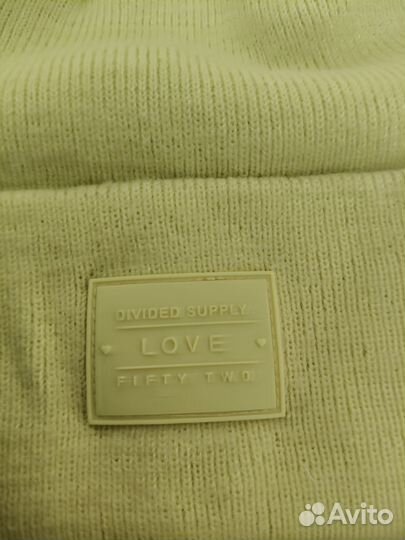 DIVIDED SUPPLY
LOVE
FIFTY TWO
Avito